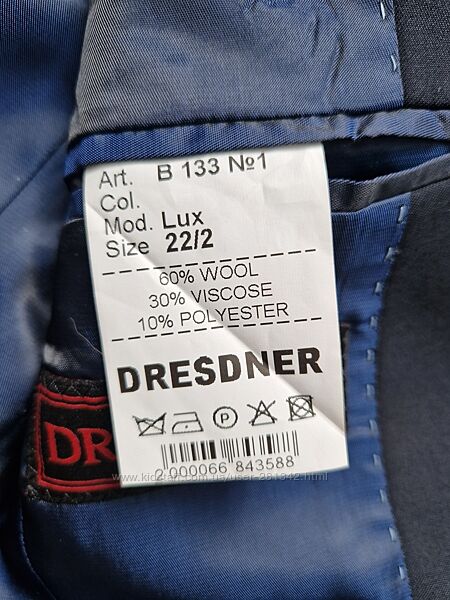 Art. B 133 №1
Col.
Mod. Lux
Size 22/2
60% WOOL
30% VISCOSE
10% POLYESTER
DRESDNER
P
2 000066 843588
DR